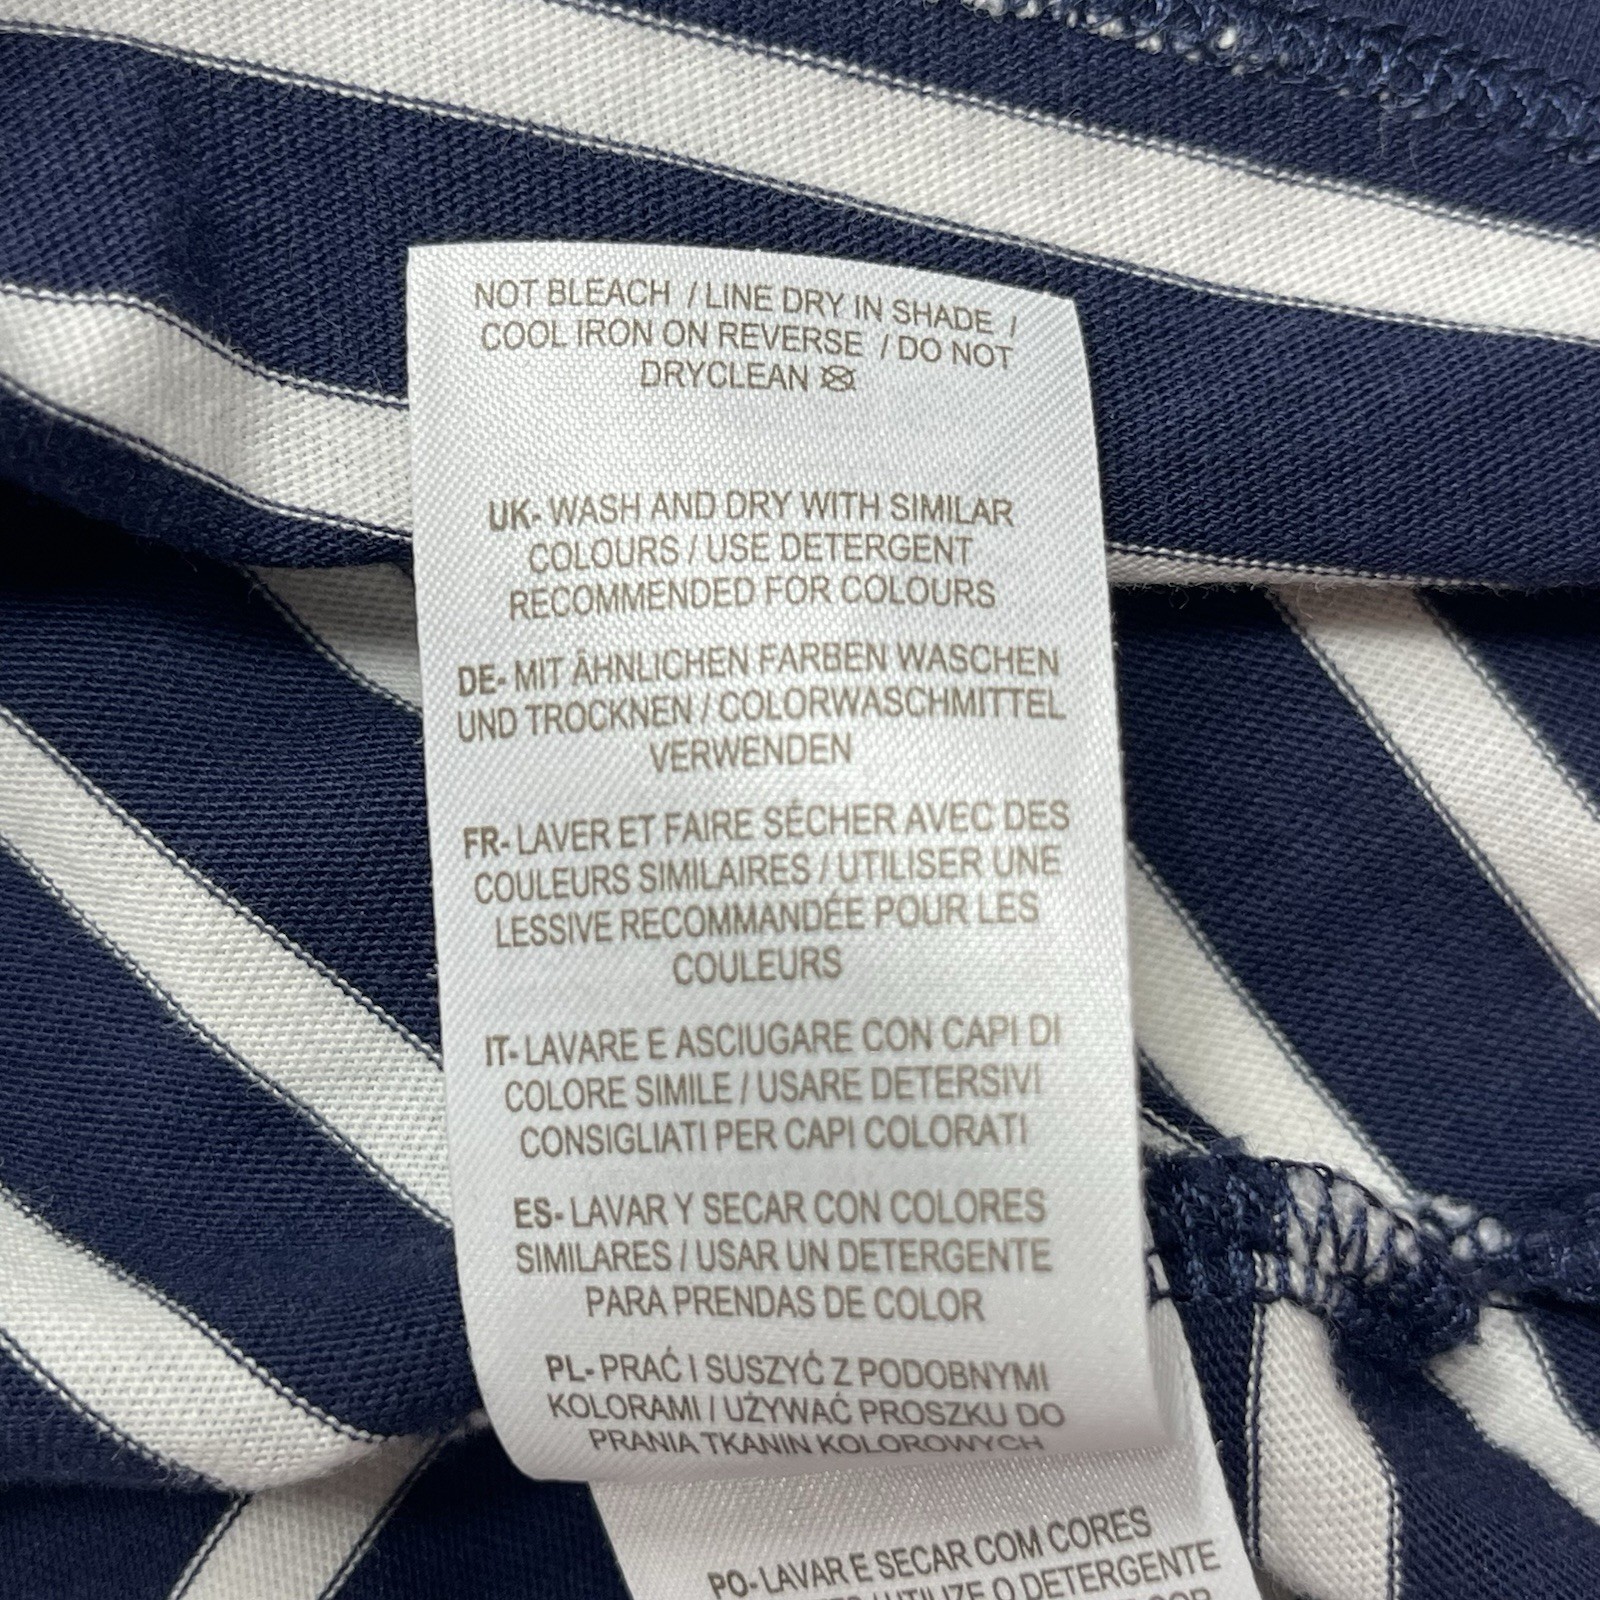 NOT BLEACH / LINE DRY IN SHADE /
COOL IRON ON REVERSE / DO NOT
DRYCLEAN
UK- WASH AND DRY WITH SIMILAR
COLOURS / USE DETERGENT
RECOMMENDED FOR COLOURS
DE- MIT ÄHNLICHEN FARBEN WASCHEN
UND TROCKNEN / COLORWASCHMITTEL
VERWENDEN
FR- LAVER ET FAIRE SÉCHER AVEC DES
COULEURS SIMILAIRES / UTILISER UNE
LESSIVE RECOMMANDÉE POUR LES
COULEURS
IT- LAVARE E ASCIUGARE CON CAPI DI
COLORE SIMILE / USARE DETERSIVI
CONSIGLIATI PER CAPI COLORATI
ES- LAVAR Y SECAR CON COLORES
SIMILARES / USAR UN DETERGENTE
PARA PRENDAS DE COLOR
PL- PRAĆ I SUSZYĆ Z PODOBNYMI
KOLORAMI / UŻYWAĆ PROSZKU DO
PRANIA TKANIN KOLOROWYCH
PO- LAVAR E SECAR COM CORES
/ UTILIZE O DETERGENTE